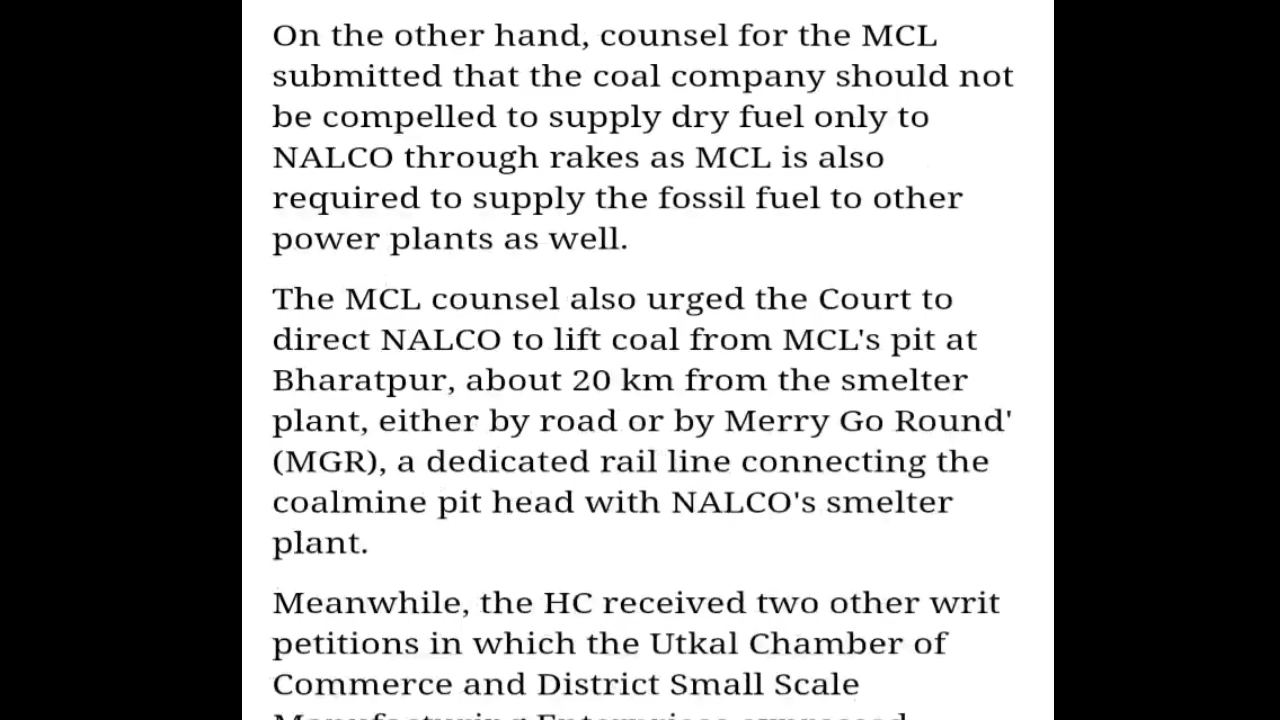 On the other hand, counsel for the MCL
submitted that the coal company should not
be compelled to supply dry fuel only to
NALCO through rakes as MCL is also
required to supply the fossil fuel to other
power plants as well.
The MCL counsel also urged the Court to
direct NALCO to lift coal from MCL's pit at
Bharatpur, about 20 km from the smelter
plant, either by road or by Merry Go Round'
(MGR), a dedicated rail line connecting the
coalmine pit head with NALCO's smelter
plant.
Meanwhile, the HC received two other writ
petitions in which the Utkal Chamber of
Commerce and District Small Scale
Manufacturing Enterprises expressed